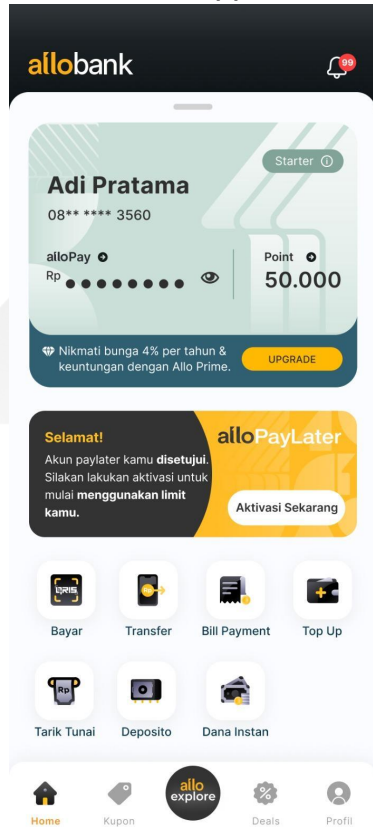 allobank
99
Starter
Adi Pratama
08** **** 3560
alloPay
Point
Rp ●●●●●●●●
50.000
Nikmati bunga 4% per tahun &
keuntungan dengan Allo Prime.
UPGRADE
Selamat!
Akun paylater kamu disetujui.
Silakan lakukan aktivasi untuk
mulai menggunakan limit
kamu.
alloPayLater
Aktivasi Sekarang
QRIS
Rp
Bayar
Transfer
Bill Payment
Top Up
Rp
Tarik Tunai
Deposito
Dana Instan
Home
Kupon
allo
explore
Deals
Profil